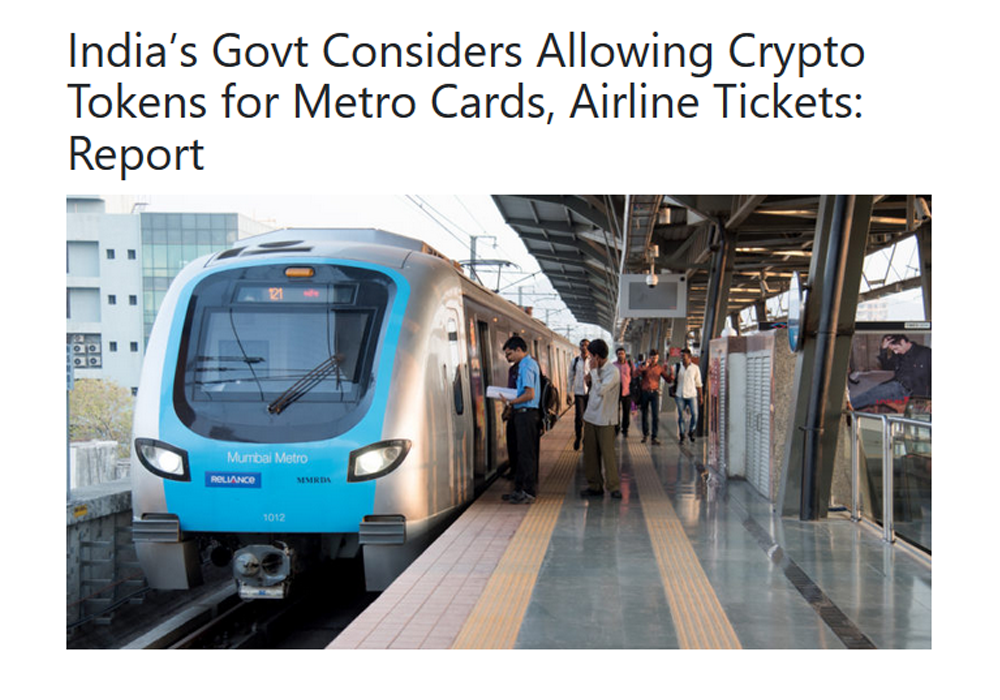 India’s Govt Considers Allowing Crypto
Tokens for Metro Cards, Airline Tickets:
Report
121
Mumbai Metro
RELIANCE
MMRDA
1012